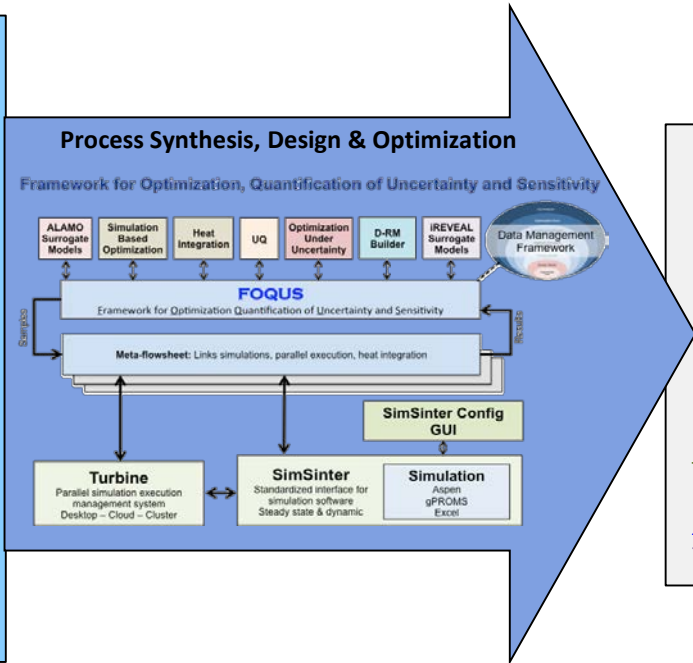 Process Synthesis, Design & Optimization
Framework for Optimization, Quantification of Uncertainty and Sensitivity
ALAMO
Surrogate
Models
Simulation
Based
Optimization
Heat
Integration
UQ
Optimization
Under
Uncertainty
D-RM
Builder
iREVEAL
Surrogate
Models
Data Management
Framework
FOQUS
Framework for Optimization Quantification of Uncertainty and Sensitivity
Samples
Meta-flowsheet: Links simulations, parallel execution, heat integration
SimSinter Config
GUI
Turbine
Parallel simulation execution
management system
Desktop – Cloud – Cluster
SimSinter
Standardized interface for
simulation software
Steady state & dynamic
Simulation
Aspen
gPROMS
Excel